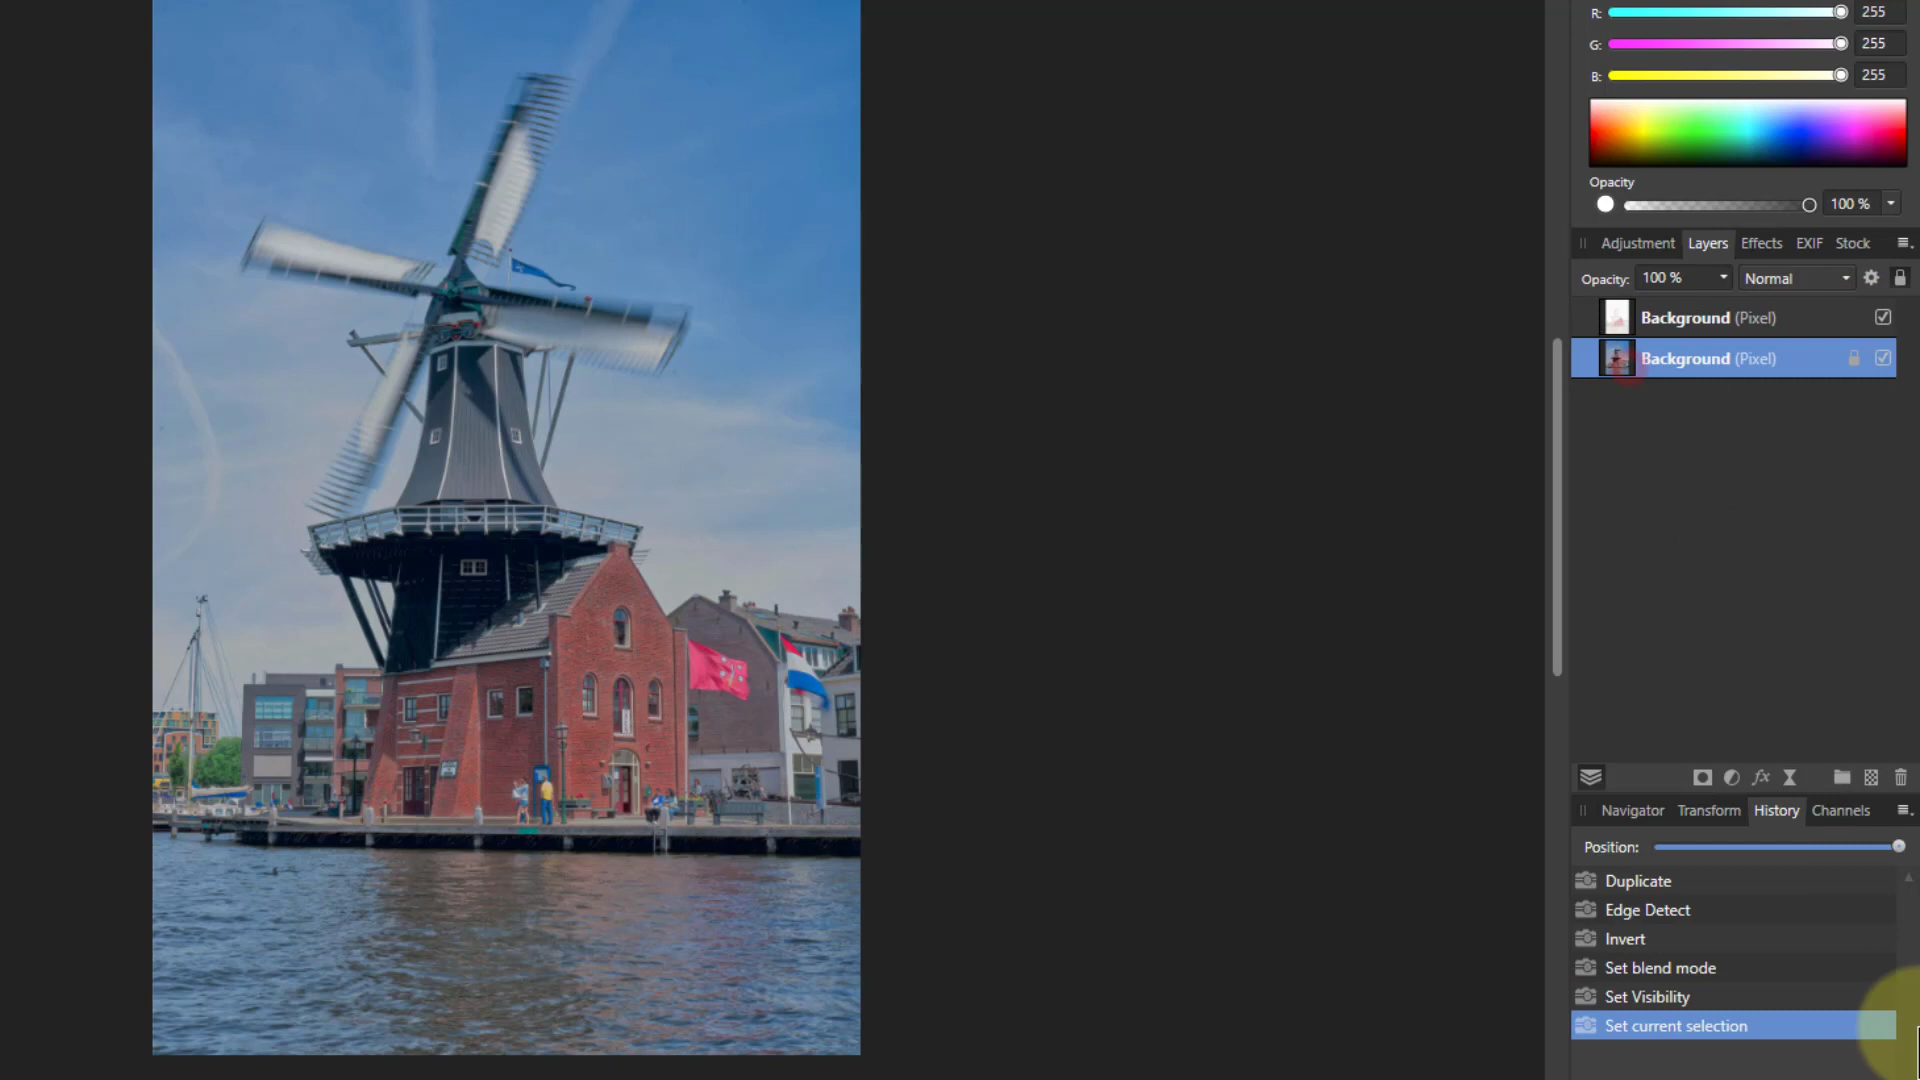 R: 255
G: 255
B: 255
Opacity
100 %
Adjustment Layers Effects EXIF Stock
Opacity: 100 % Normal
Background (Pixel)
Background (Pixel)
fx
Navigator Transform History Channels
Position:
Duplicate
Edge Detect
Invert
Set blend mode
Set Visibility
Set current selection